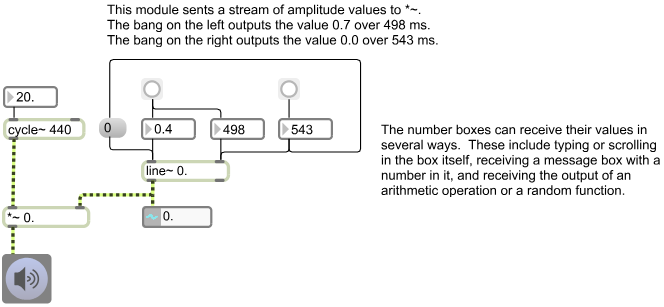 This module sents a stream of amplitude values to *~.
The bang on the left outputs the value 0.7 over 498 ms.
The bang on the right outputs the value 0.0 over 543 ms.
20.
cycle~ 440
0
0.4
498
543
The number boxes can receive their values in
several ways. These include typing or scrolling
in the box itself, receiving a message box with a
number in it, and receiving the output of an
arithmetic operation or a random function.
line~ 0.
*~ 0.
0.